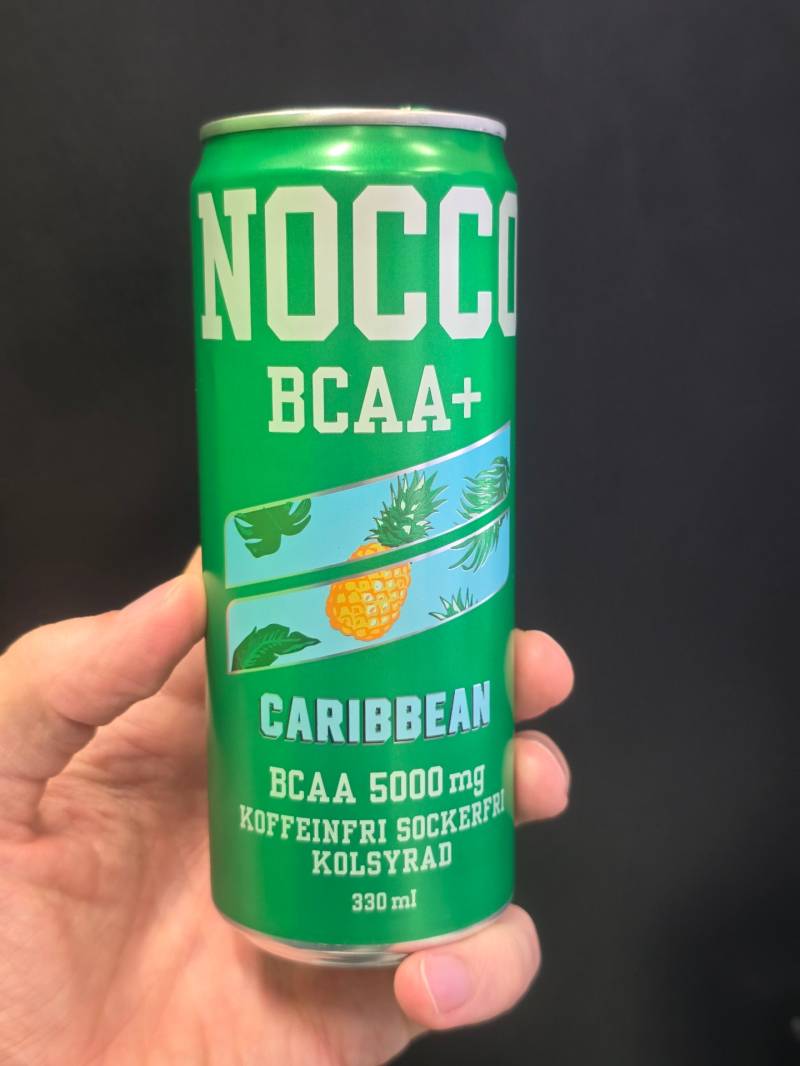 NOCCO
BCAA+
CARIBBEAN
BCAA 5000 mg
KOFFEINFRI SOCKERFRI
KOLSYRAD
330 ml